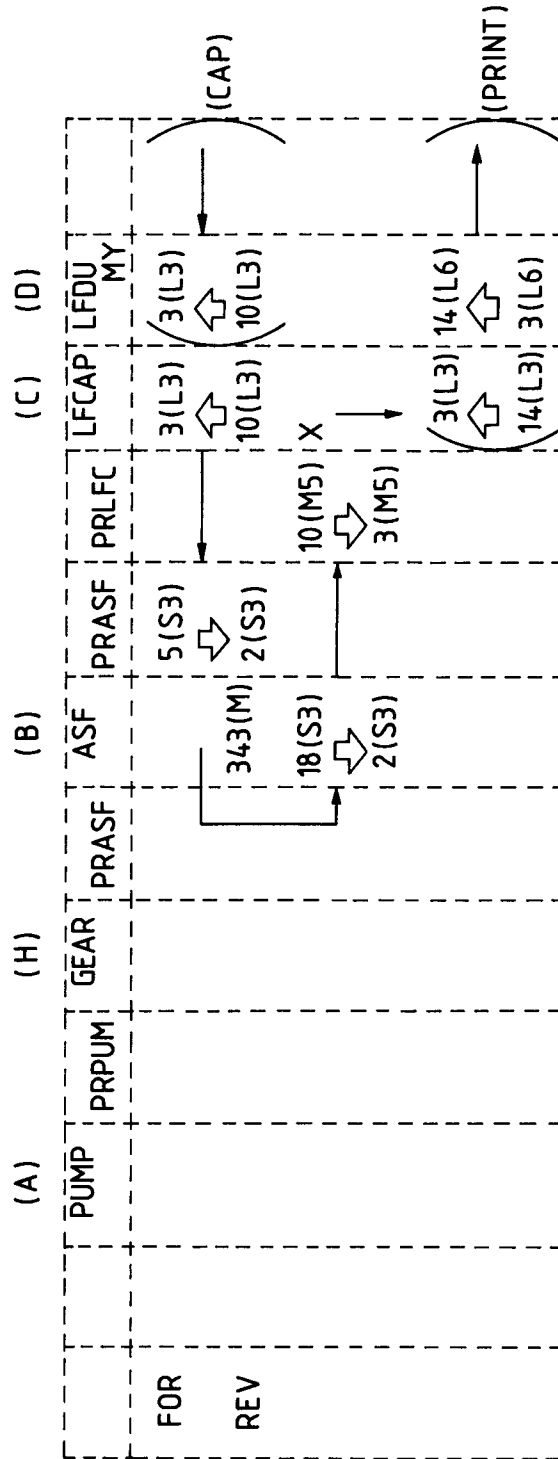 (A) (H) (B) (C) (D)
PUMP PRPUM GEAR PRASF ASF PRASF PRLFC LFCAP LFDU
MY
FOR 5(S3) 3(L3) 3(L3) (CAP)
REV 343(M) 2(S3) 10(L3) 10(L3)
18(S3) 10(M5) X
2(S3) 3(M5)
3(L3) 14(L6) (PRINT)
14(L3) 3(L6)